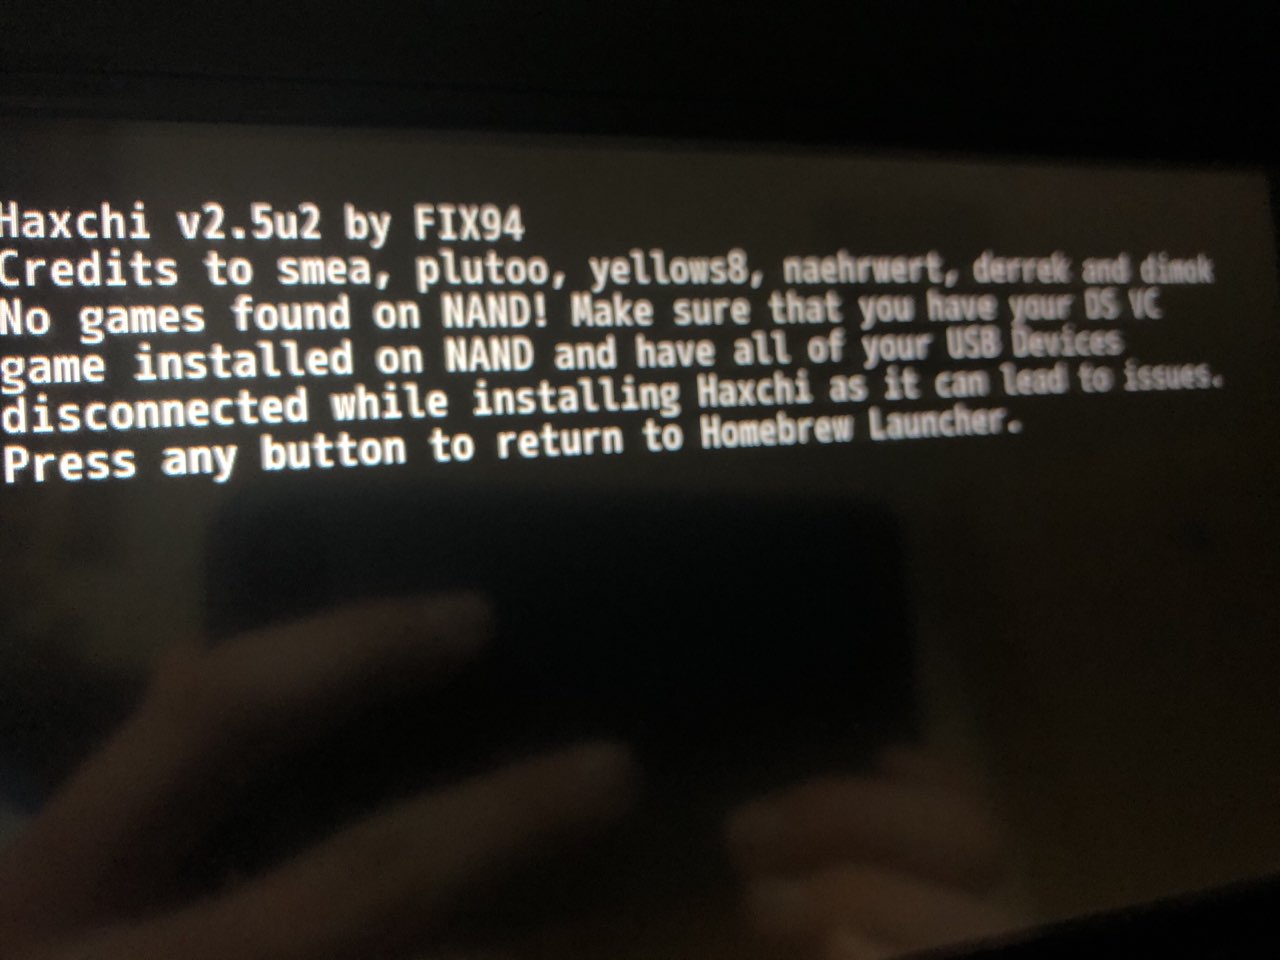 Haxchi v2.5u2 by FIX94
Credits to smea, plutoo, yellows8, naehrwert, derrek and dimok
No games found on NAND! Make sure that you have your DS VC
game installed on NAND and have all of your USB Devices
disconnected while installing Haxchi as it can lead to issues.
Press any button to return to Homebrew Launcher.